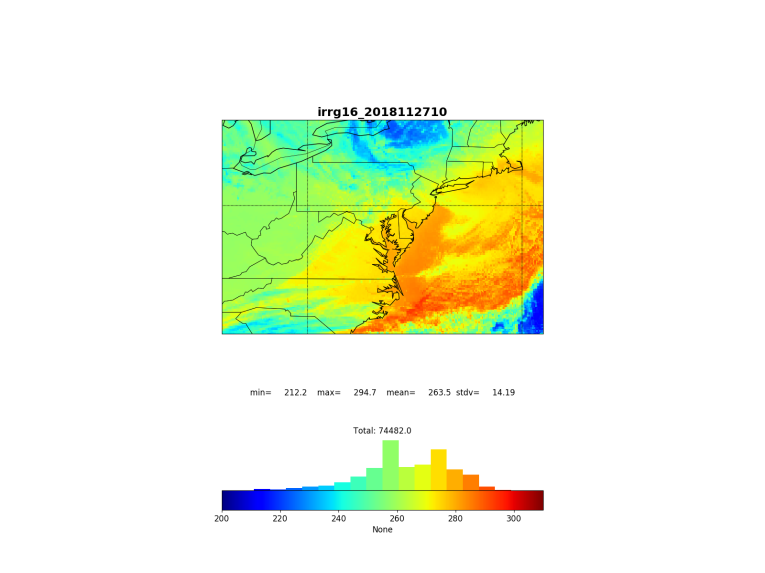 irrg16_2018112710
min= 212.2 max= 294.7 mean= 263.5 stdv= 14.19
Total: 74482.0
200 220 240 260 280 300
None